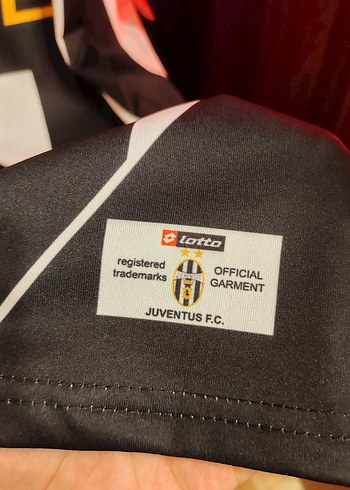 lotto
registered
trademarks
OFFICIAL
GARMENT
JUVENTUS F.C.